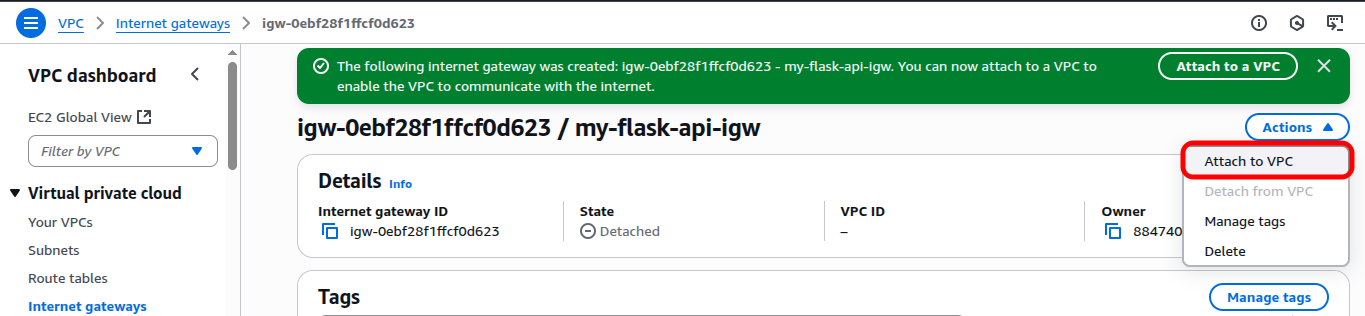 VPC > Internet gateways > igw-0ebf28f1ffcf0d623
VPC dashboard
EC2 Global View
Filter by VPC
Virtual private cloud
Your VPCs
Subnets
Route tables
Internet gateways
The following internet gateway was created: igw-0ebf28f1ffcf0d623 - my-flask-api-igw. You can now attach to a VPC to
enable the VPC to communicate with the internet.
Attach to a VPC
igw-0ebf28f1ffcf0d623 / my-flask-api-igw
Actions
Attach to VPC
Detach from VPC
Manage tags
Delete
Details Info
Internet gateway ID
igw-0ebf28f1ffcf0d623
State
Detached
VPC ID
–
Owner
884740
Tags
Manage tags